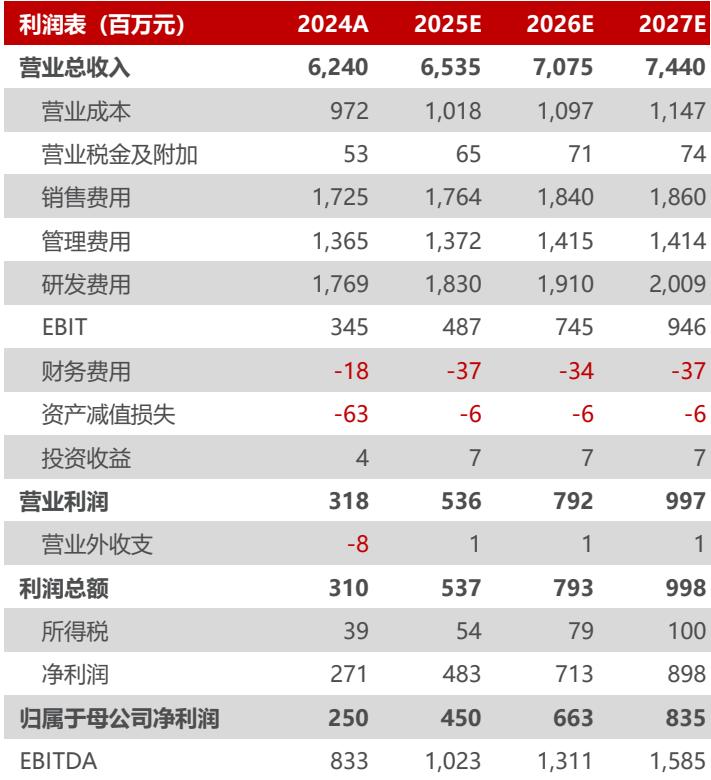 利润表（百万元） 2024A 2025E 2026E 2027E
营业总收入 6,240 6,535 7,075 7,440
营业成本 972 1,018 1,097 1,147
营业税金及附加 53 65 71 74
销售费用 1,725 1,764 1,840 1,860
管理费用 1,365 1,372 1,415 1,414
研发费用 1,769 1,830 1,910 2,009
EBIT 345 487 745 946
财务费用 -18 -37 -34 -37
资产减值损失 -63 -6 -6 -6
投资收益 4 7 7 7
营业利润 318 536 792 997
营业外收支 -8 1 1 1
利润总额 310 537 793 998
所得税 39 54 79 100
净利润 271 483 713 898
归属于母公司净利润 250 450 663 835
EBITDA 833 1,023 1,311 1,585